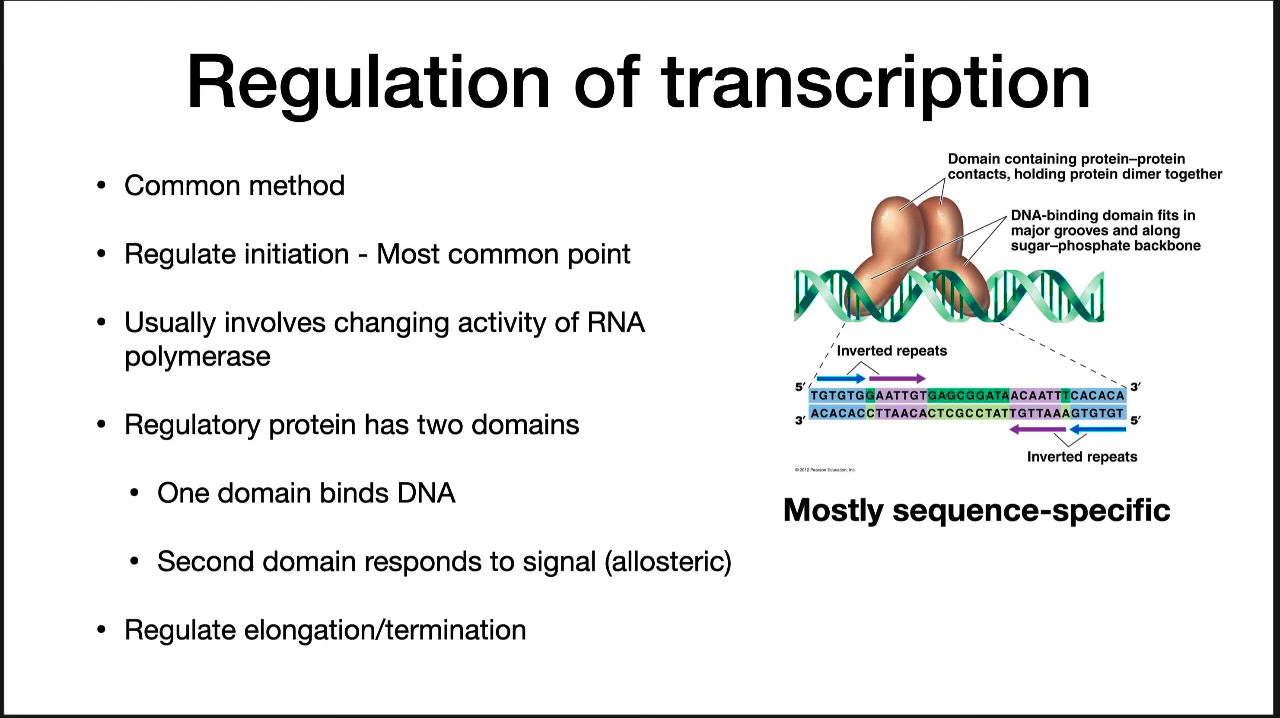 Regulation of transcription
• Common method
• Regulate initiation - Most common point
• Usually involves changing activity of RNA
polymerase
• Regulatory protein has two domains
• One domain binds DNA
• Second domain responds to signal (allosteric)
• Regulate elongation/termination
Domain containing protein–protein
contacts, holding protein dimer together
DNA-binding domain fits in
major grooves and along
sugar–phosphate backbone
Inverted repeats
5′ TGTGTGGAATTGTGAGCGGATAACAATTTCACACA 3′
3′ ACACACCTTAACACTCGCCTATTGTTAAAGTGTGT 5′
Inverted repeats
© 2012 Pearson Education, Inc.
Mostly sequence-specific